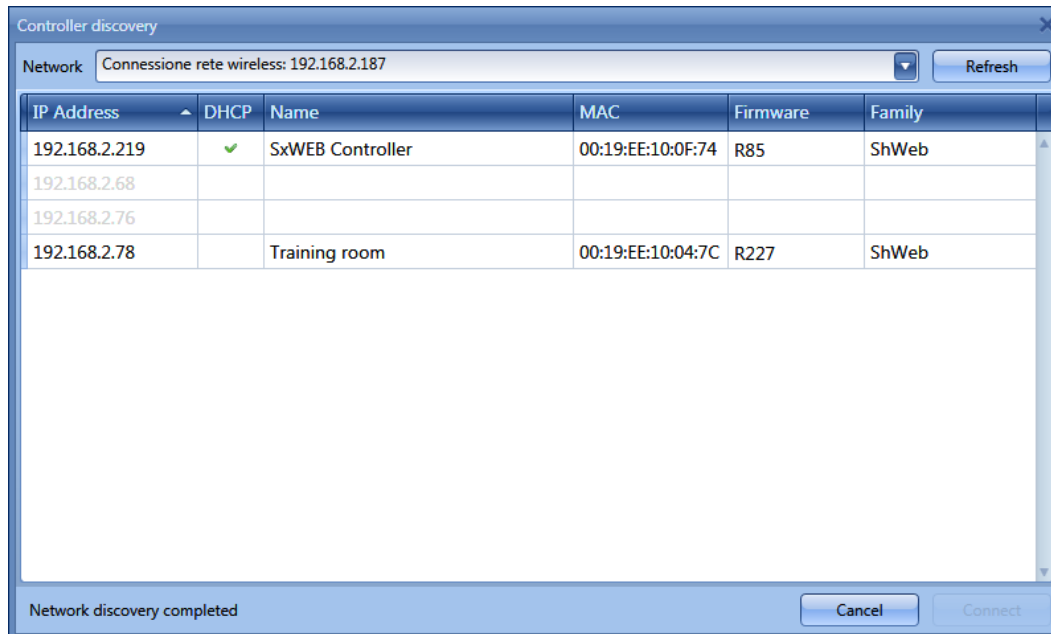 Controller discovery
Network Connessione rete wireless: 192.168.2.187 Refresh
IP Address DHCP Name MAC Firmware Family
192.168.2.219 SxWEB Controller 00:19:EE:10:0F:74 R85 ShWeb
192.168.2.68
192.168.2.76
192.168.2.78 Training room 00:19:EE:10:04:7C R227 ShWeb
Network discovery completed Cancel Connect